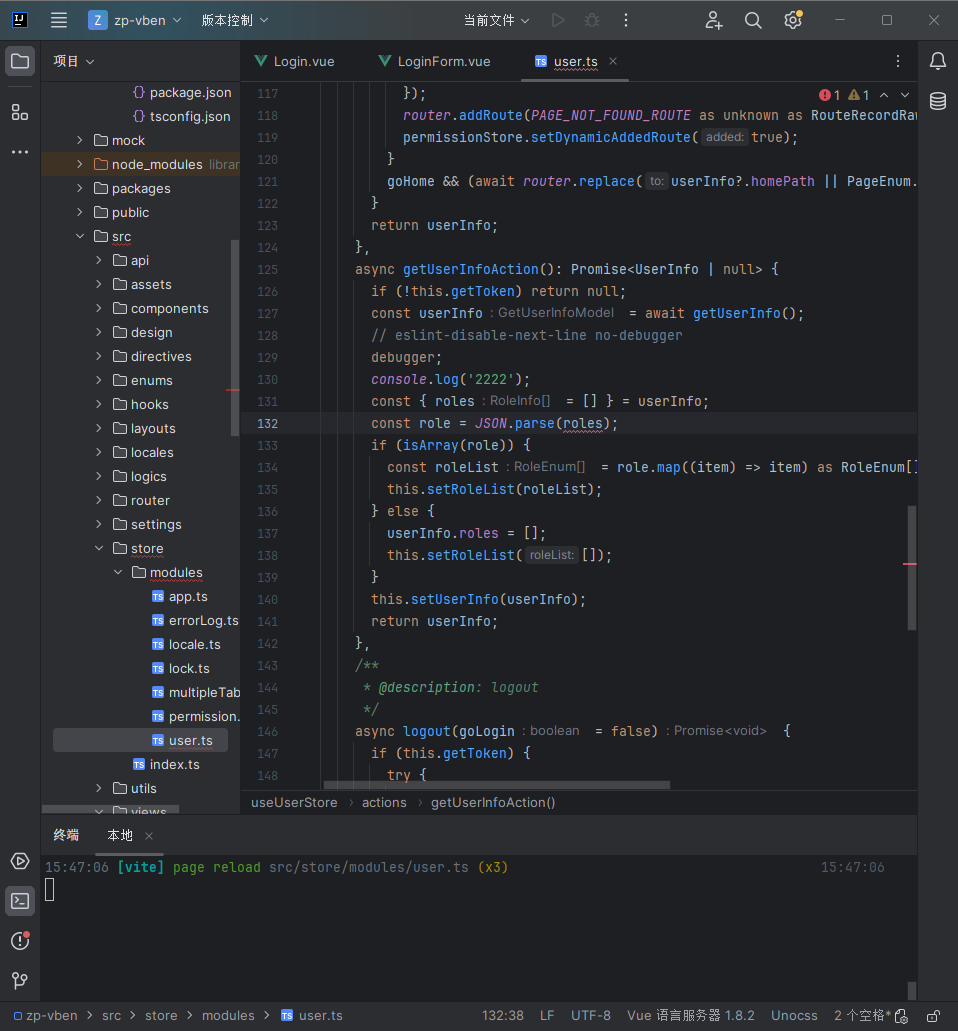 zp-vben 版本控制 当前文件
项目
Login.vue LoginForm.vue user.ts
package.json
tsconfig.json
mock
node_modules librar
packages
public
src
api
assets
components
design
directives
enums
hooks
layouts
locales
logics
router
settings
store
modules
app.ts
errorLog.ts
locale.ts
lock.ts
multipleTab
permission.
user.ts
index.ts
utils
views
1 1
117 });
118 router.addRoute(PAGE_NOT_FOUND_ROUTE as unknown as RouteRecordRaw
119 permissionStore.setDynamicAddedRoute( added: true);
120 }
121 goHome && (await router.replace( to: userInfo?.homePath || PageEnum.
122 }
123 return userInfo;
124 },
125 async getUserInfoAction(): Promise<UserInfo | null> {
126 if (!this.getToken) return null;
127 const userInfo : GetUserInfoModel = await getUserInfo();
128 // eslint-disable-next-line no-debugger
129 debugger;
130 console.log('2222');
131 const { roles : RoleInfo[] = [] } = userInfo;
132 const role = JSON.parse(roles);
133 if (isArray(role)) {
134 const roleList : RoleEnum[] = role.map((item) => item) as RoleEnum[]
135 this.setRoleList(roleList);
136 } else {
137 userInfo.roles = [];
138 this.setRoleList( roleList: []);
139 }
140 this.setUserInfo(userInfo);
141 return userInfo;
142 },
143 /**
144 * @description: logout
145 */
146 async logout(goLogin : boolean = false) : Promise<void> {
147 if (this.getToken) {
148 try {
useUserStore › actions › getUserInfoAction()
终端 本地
15:47:06 [vite] page reload src/store/modules/user.ts (x3) 15:47:06
zp-vben > src > store > modules > user.ts 132:38 LF UTF-8 Vue 语言服务器 1.8.2 Unocss 2 个空格*